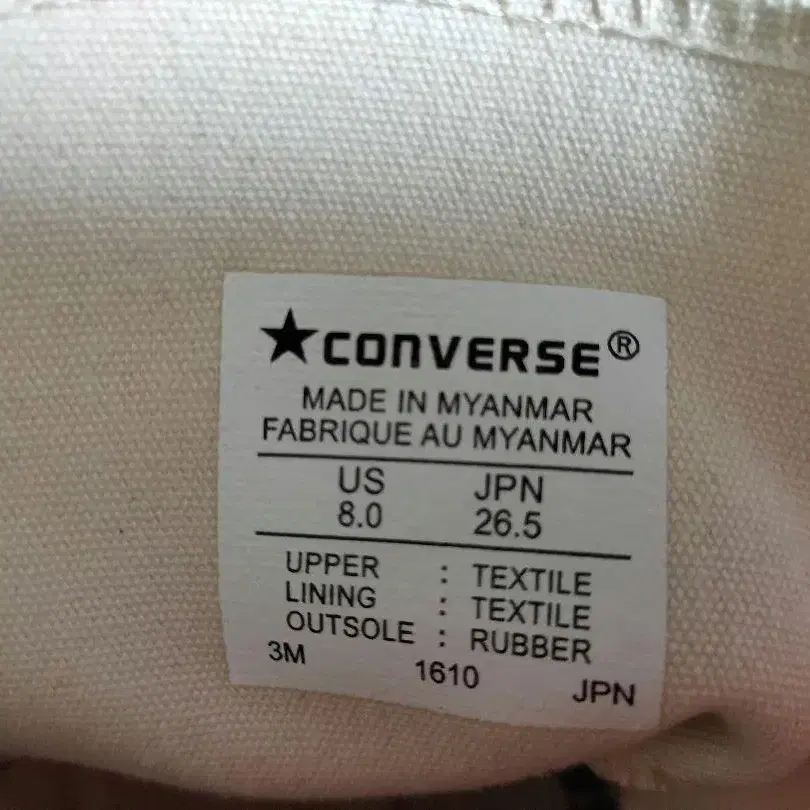 ★CONVERSE®
MADE IN MYANMAR
FABRIQUE AU MYANMAR
US JPN
8.0 26.5
UPPER : TEXTILE
LINING : TEXTILE
OUTSOLE : RUBBER
3M 1610 JPN